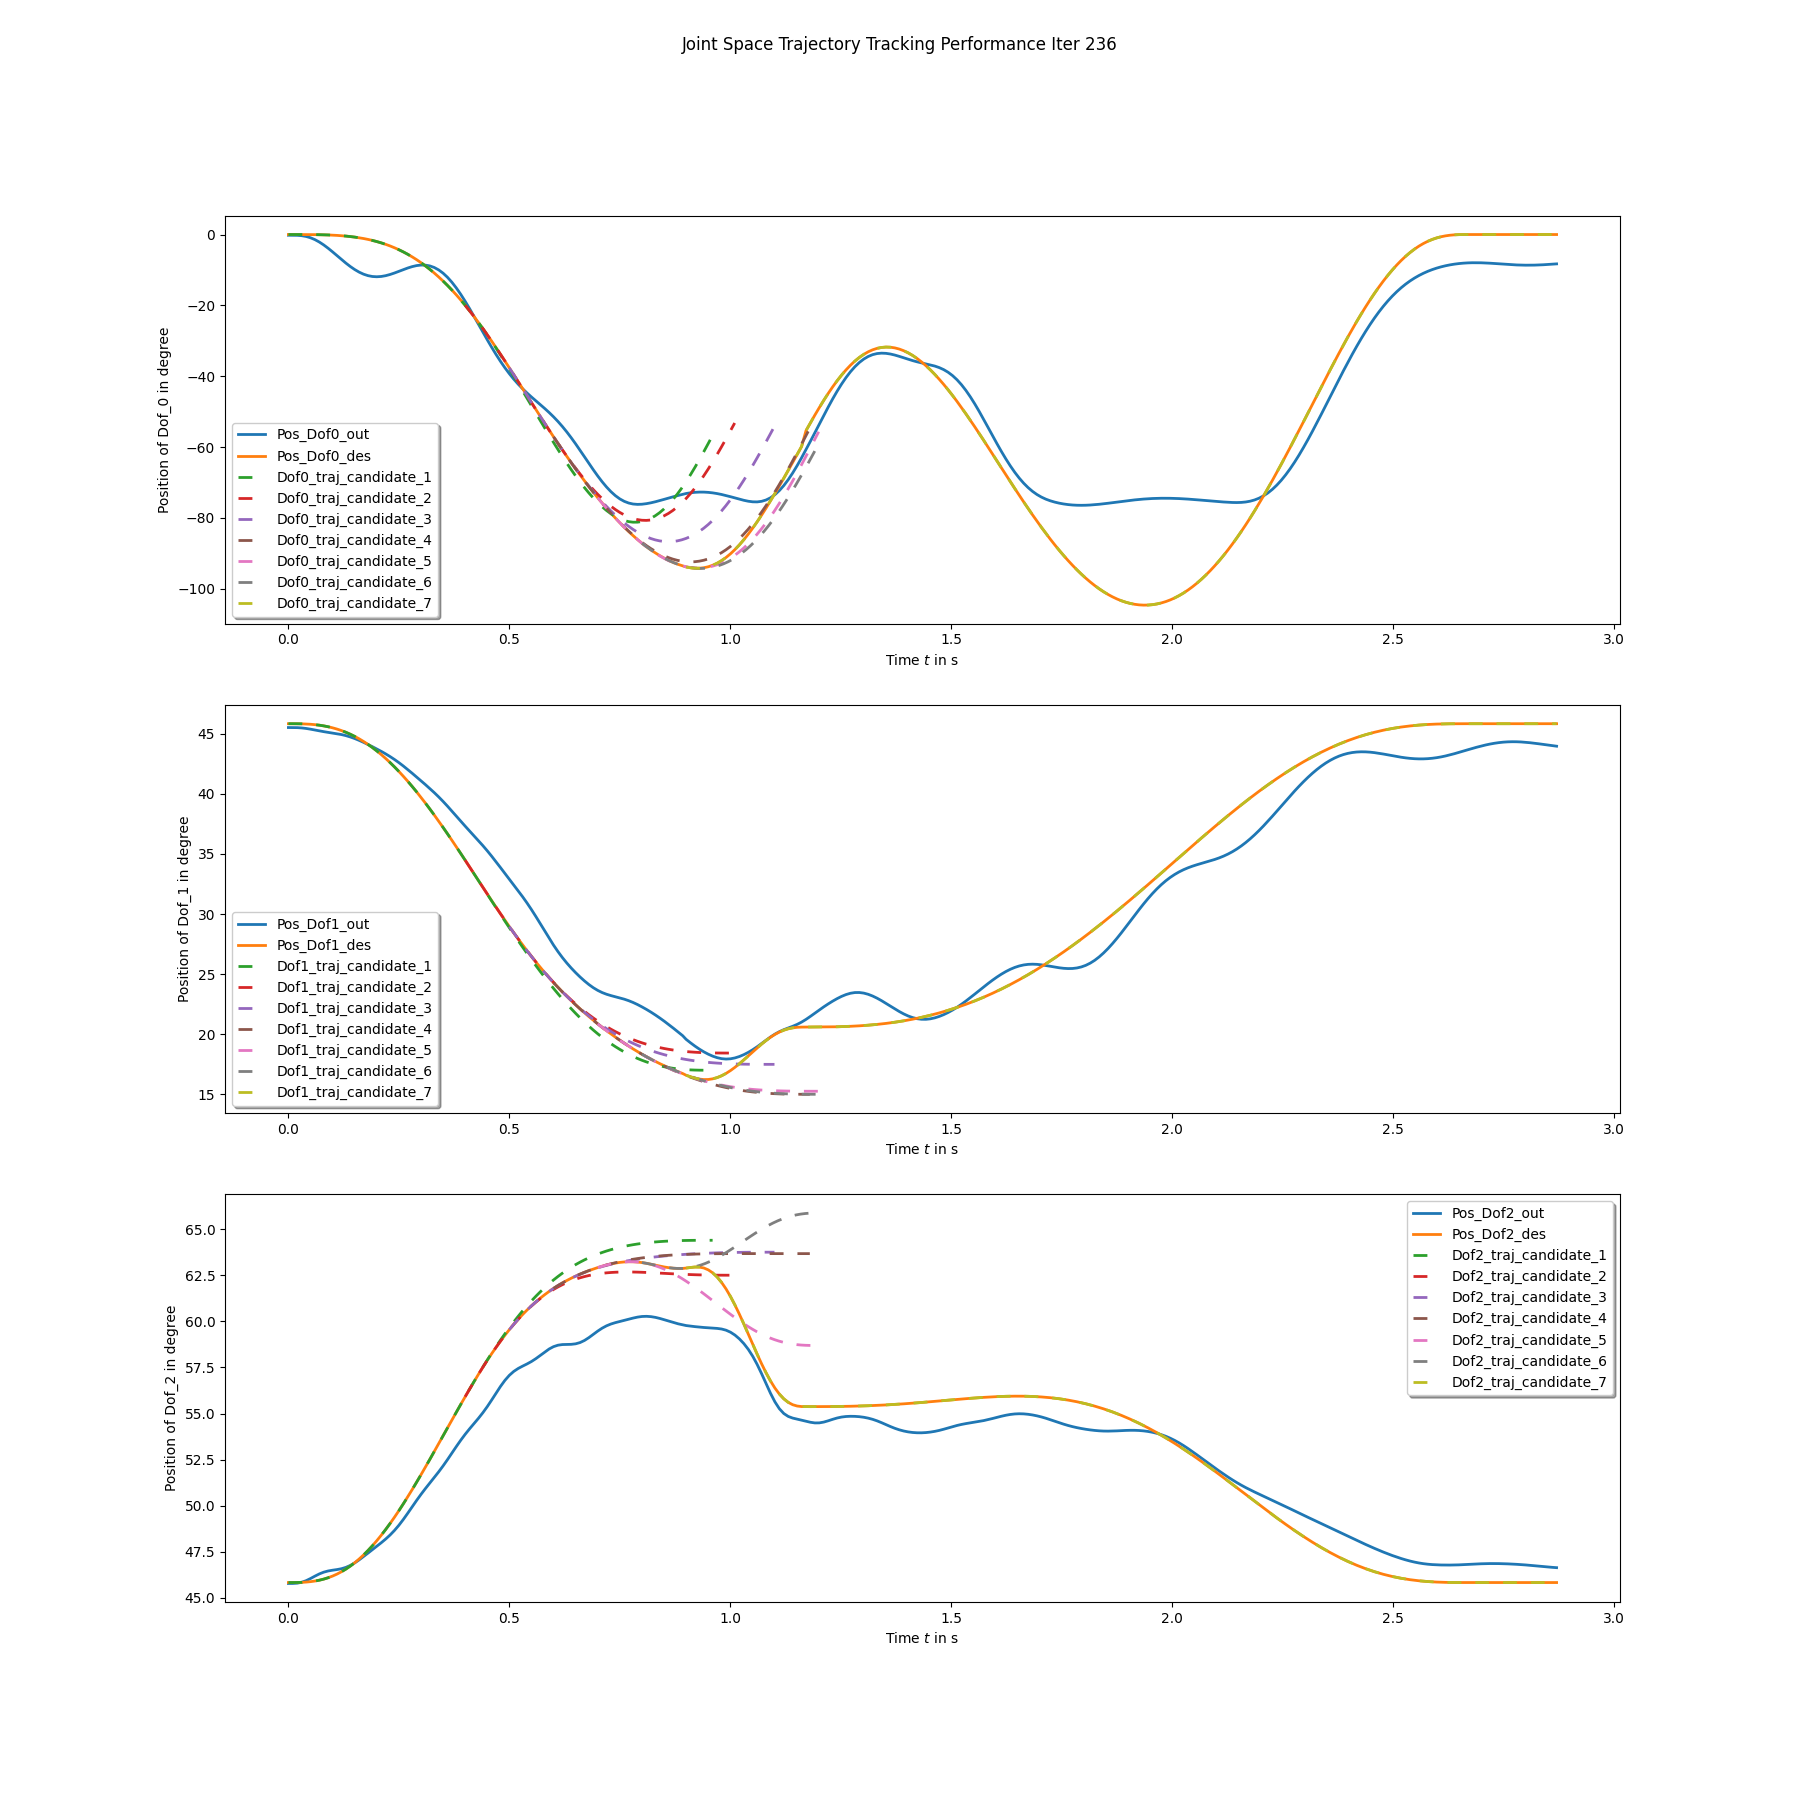 Joint Space Trajectory Tracking Performance Iter 236
Position of Dof_0 in degree
0
−20
−40
−60
−80
−100
Pos_Dof0_out
Pos_Dof0_des
Dof0_traj_candidate_1
Dof0_traj_candidate_2
Dof0_traj_candidate_3
Dof0_traj_candidate_4
Dof0_traj_candidate_5
Dof0_traj_candidate_6
Dof0_traj_candidate_7
0.0 0.5 1.0 1.5 2.0 2.5 3.0
Time t in s
Position of Dof_1 in degree
45
40
35
30
25
20
15
Pos_Dof1_out
Pos_Dof1_des
Dof1_traj_candidate_1
Dof1_traj_candidate_2
Dof1_traj_candidate_3
Dof1_traj_candidate_4
Dof1_traj_candidate_5
Dof1_traj_candidate_6
Dof1_traj_candidate_7
0.0 0.5 1.0 1.5 2.0 2.5 3.0
Time t in s
Position of Dof_2 in degree
65.0
62.5
60.0
57.5
55.0
52.5
50.0
47.5
45.0
Pos_Dof2_out
Pos_Dof2_des
Dof2_traj_candidate_1
Dof2_traj_candidate_2
Dof2_traj_candidate_3
Dof2_traj_candidate_4
Dof2_traj_candidate_5
Dof2_traj_candidate_6
Dof2_traj_candidate_7
0.0 0.5 1.0 1.5 2.0 2.5 3.0
Time t in s